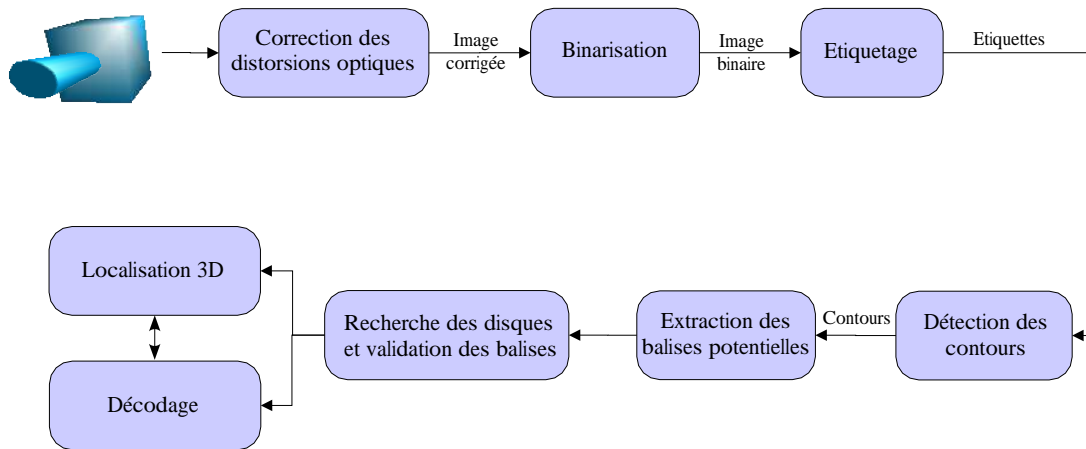 Correction des
distorsions optiques
Image
corrigée
Binarisation
Image
binaire
Etiquetage
Etiquettes
Détection des
contours
Contours
Extraction des
balises potentielles
Recherche des disques
et validation des balises
Localisation 3D
Décodage